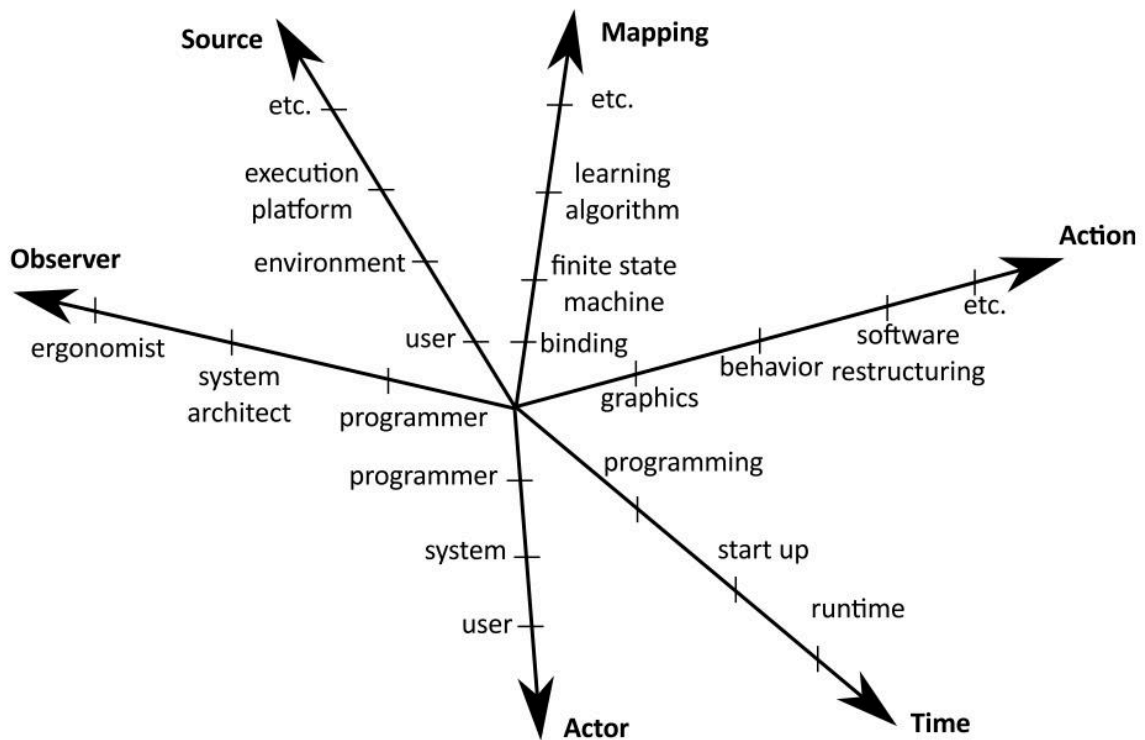 Source
etc.
execution
platform
environment
user
Mapping
etc.
learning
algorithm
finite state
machine
binding
Action
etc.
software
restructuring
behavior
graphics
Observer
ergonomist
system
architect
programmer
programmer
system
user
Actor
programming
start up
runtime
Time